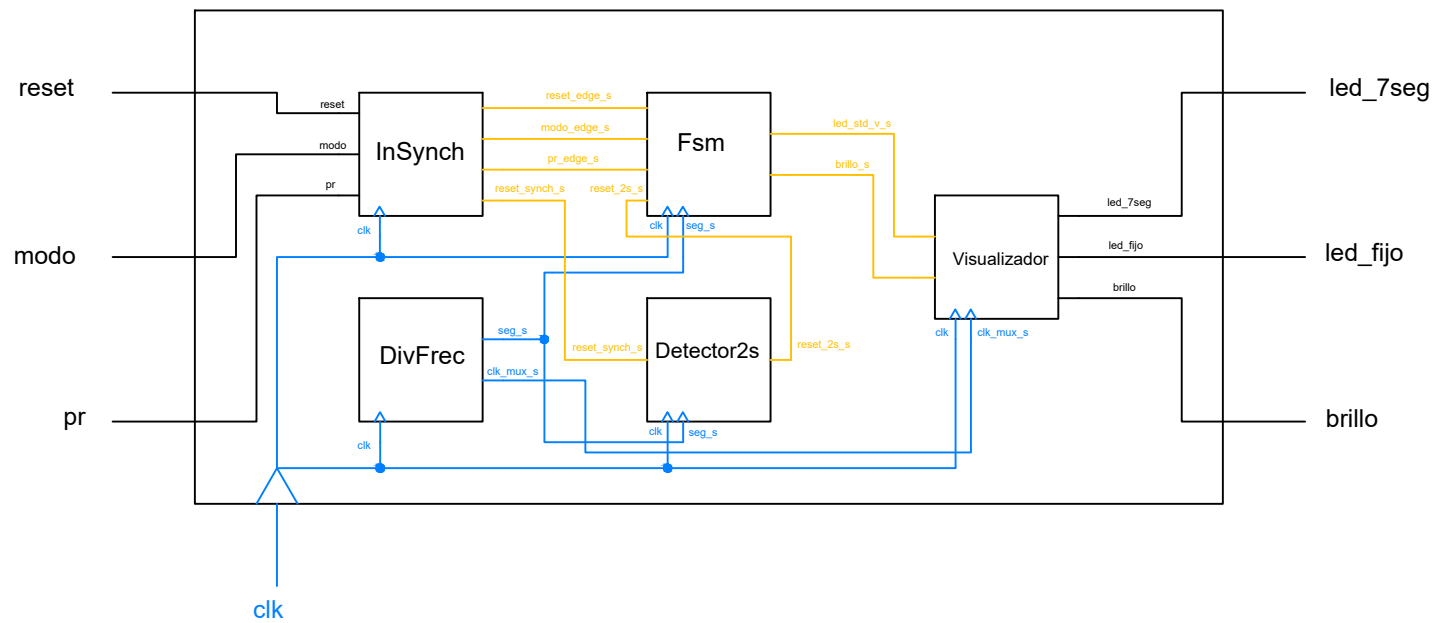 reset
modo
pr
clk
reset
modo
pr
InSynch
clk
reset_edge_s
modo_edge_s
pr_edge_s
reset_synch_s
reset_2s_s
Fsm
clk
seg_s
led_std_v_s
brillo_s
DivFrec
clk
seg_s
clk_mux_s
reset_synch_s
Detector2s
reset_2s_s
clk
seg_s
Visualizador
clk
clk_mux_s
led_7seg
led_fijo
brillo
led_7seg
led_fijo
brillo